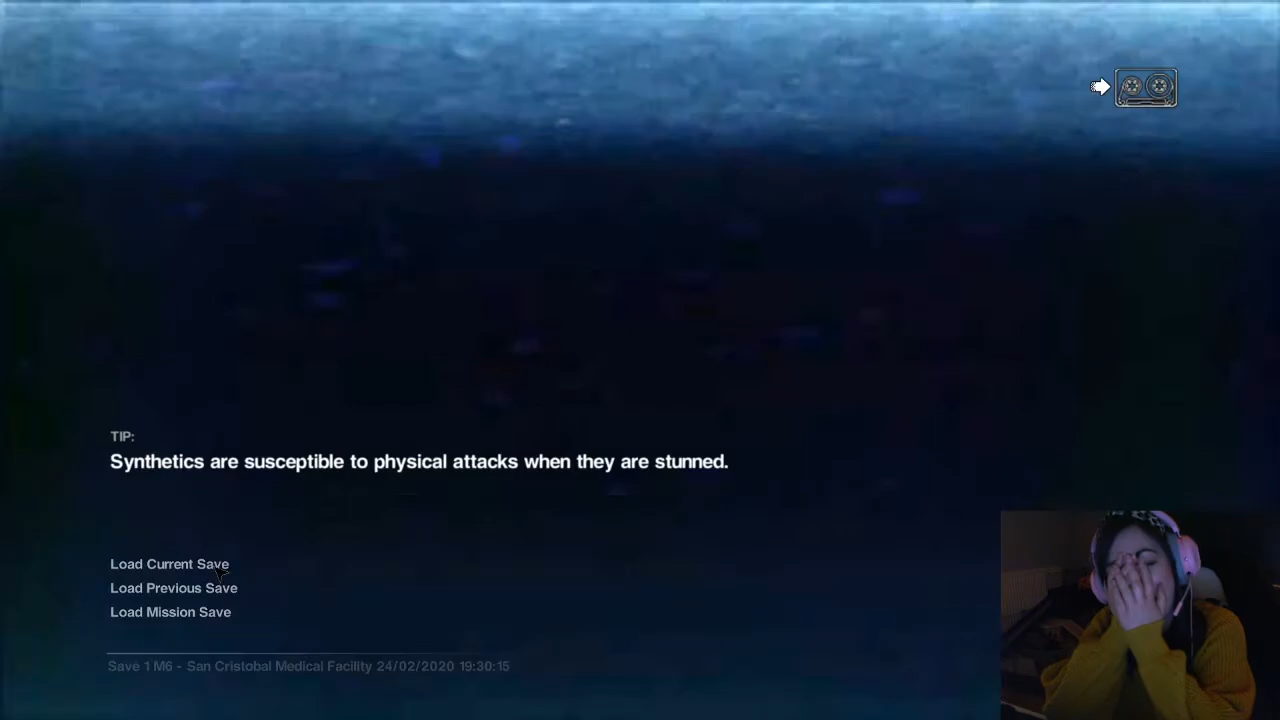 TIP:
Synthetics are susceptible to physical attacks when they are stunned.
Load Current Save
Load Previous Save
Load Mission Save
Save 1 M6 - San Cristobal Medical Facility 24/02/2020 19:30:15